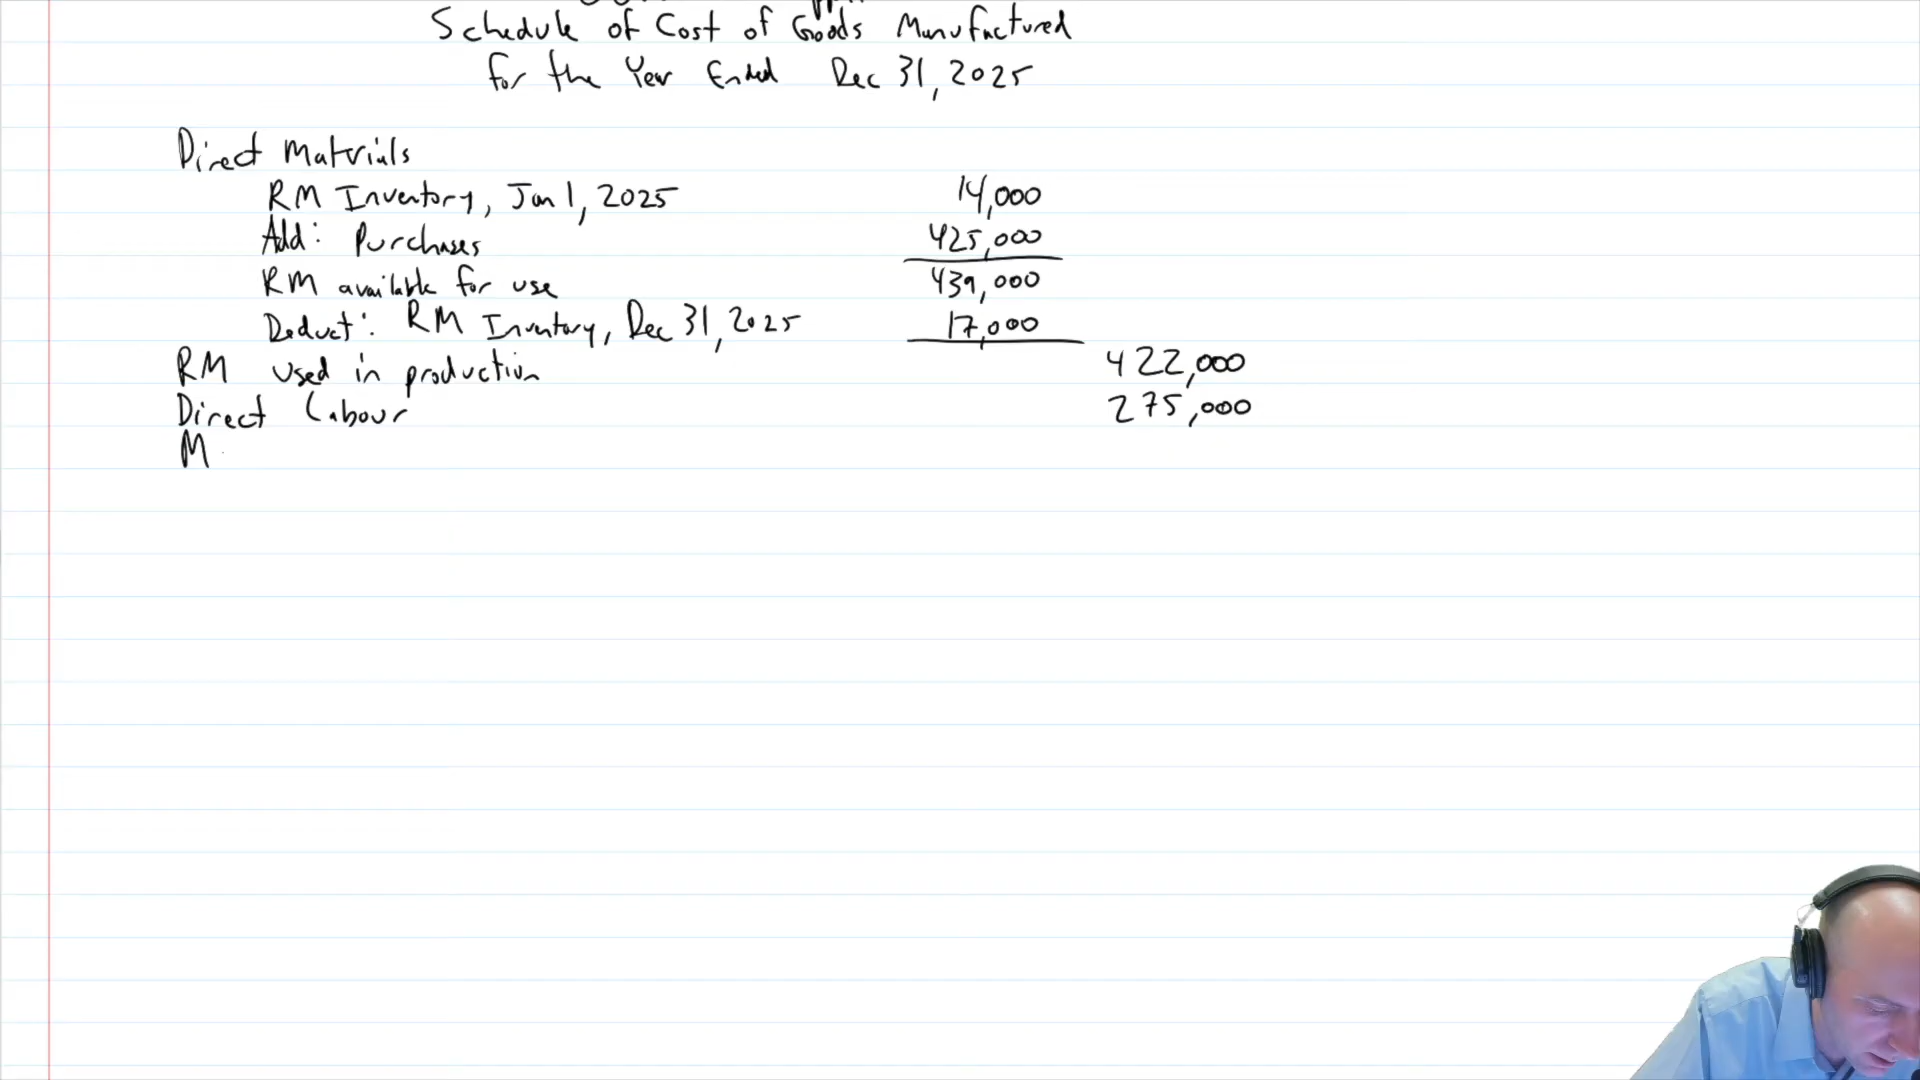 Schedule of Cost of Goods Manufactured
for the Year Ended Dec 31, 2025
Direct Materials
RM Inventory, Jan 1, 2025 14,000
Add: Purchases 425,000
RM available for use 439,000
Deduct: RM Inventory, Dec 31, 2025 17,000
RM used in production 422,000
Direct Labour 275,000
M